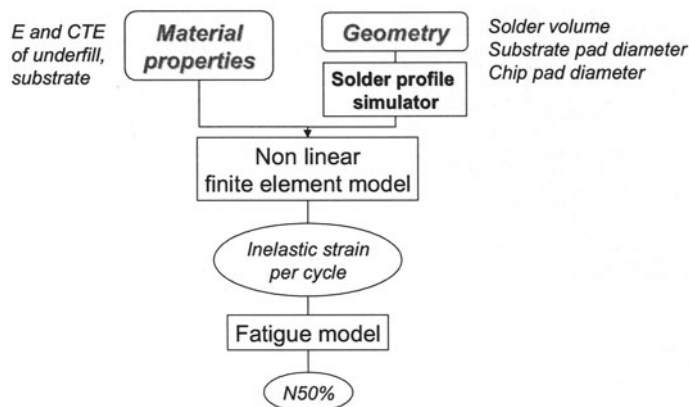 E and CTE
of underfill,
substrate
Material
properties
Geometry
Solder volume
Substrate pad diameter
Chip pad diameter
Solder profile
simulator
Non linear
finite element model
Inelastic strain
per cycle
Fatigue model
N50%